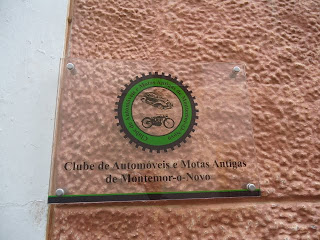 Clube de Automóveis e Motas Antigas
de Montemor-o-Novo